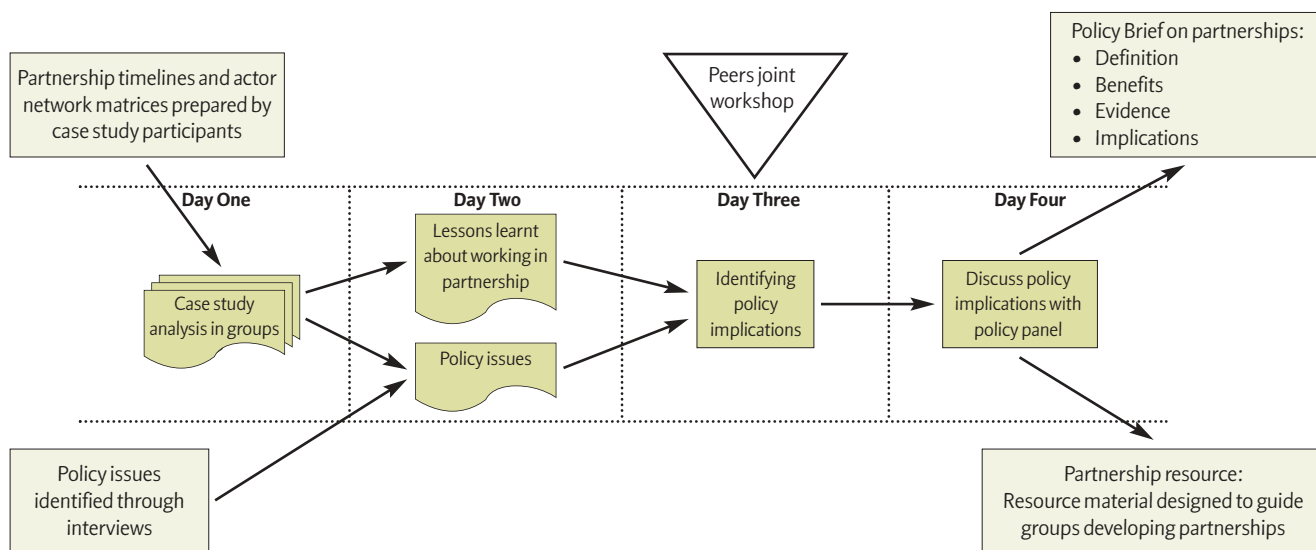 Partnership timelines and actor
network matrices prepared by
case study participants
Peers joint
workshop
Policy Brief on partnerships:
• Definition
• Benefits
• Evidence
• Implications
Day One
Day Two
Day Three
Day Four
Case study
analysis in groups
Lessons learnt
about working in
partnership
Policy issues
Identifying
policy
implications
Discuss policy
implications with
policy panel
Policy issues
identified through
interviews
Partnership resource:
Resource material designed to guide
groups developing partnerships